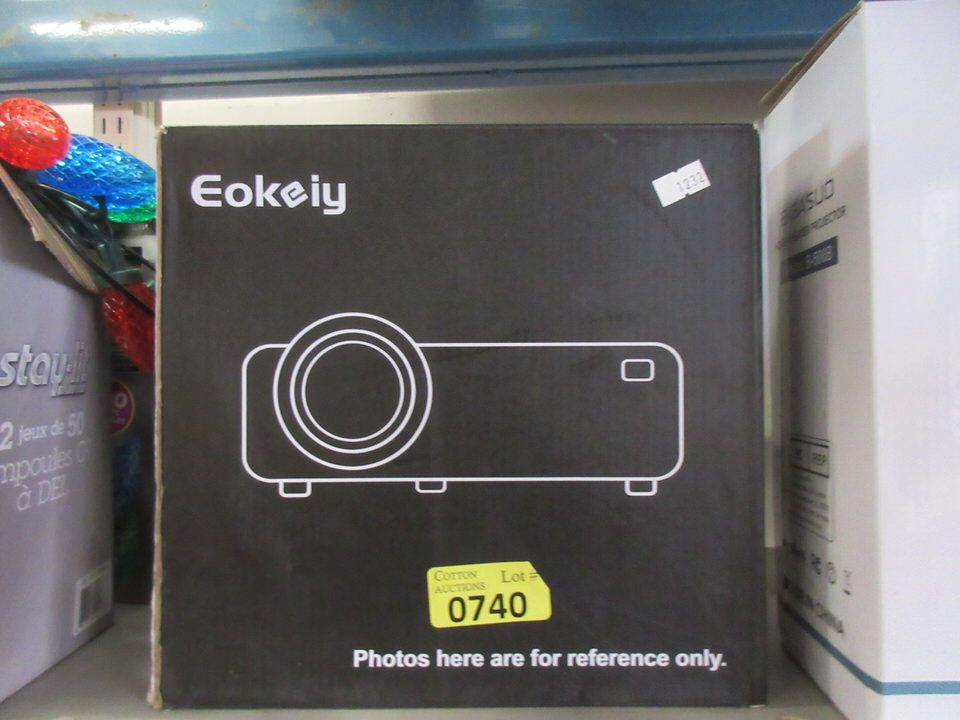 Eokeiy
1232
COTTON
AUCTIONS
Lot #
0740
Photos here are for reference only.
stay-lit
2 jeux de 50
à DEL
PROJECTOR
REP